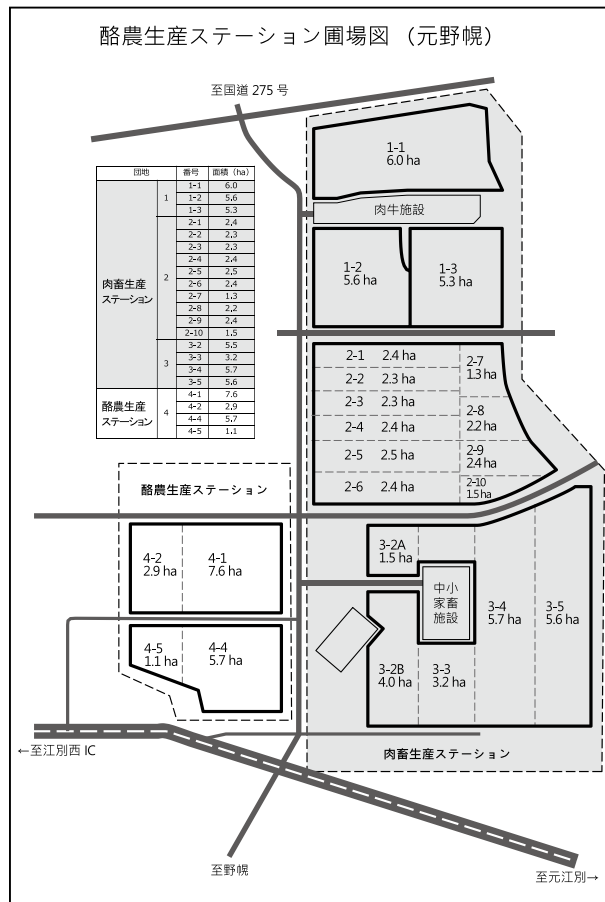 酪農生産ステーション圃場図 （元野幌）
至国道 275 号
団地 番号 面積（ha）
肉畜生産
ステーション
1
1-1 6.0
1-2 5.6
1-3 5.3
2
2-1 2.4
2-2 2.3
2-3 2.3
2-4 2.4
2-5 2.5
2-6 2.4
2-7 1.3
2-8 2.2
2-9 2.4
2-10 1.5
3
3-2 5.5
3-3 3.2
3-4 5.7
3-5 5.6
酪農生産
ステーション
4
4-1 7.6
4-2 2.9
4-4 5.7
4-5 1.1
1-1
6.0 ha
肉牛施設
1-2
5.6 ha
1-3
5.3 ha
2-1 2.4 ha
2-2 2.3 ha
2-3 2.3 ha
2-4 2.4 ha
2-5 2.5 ha
2-6 2.4 ha
2-7
1.3 ha
2-8
2.2 ha
2-9
2.4 ha
2-10
1.5 ha
酪農生産ステーション
4-2
2.9 ha
4-1
7.6 ha
4-5
1.1 ha
4-4
5.7 ha
3-2A
1.5 ha
中小
家畜
施設
3-4
5.7 ha
3-5
5.6 ha
3-2B
4.0 ha
3-3
3.2 ha
肉畜生産ステーション
←至江別西 IC
至野幌
至元江別→